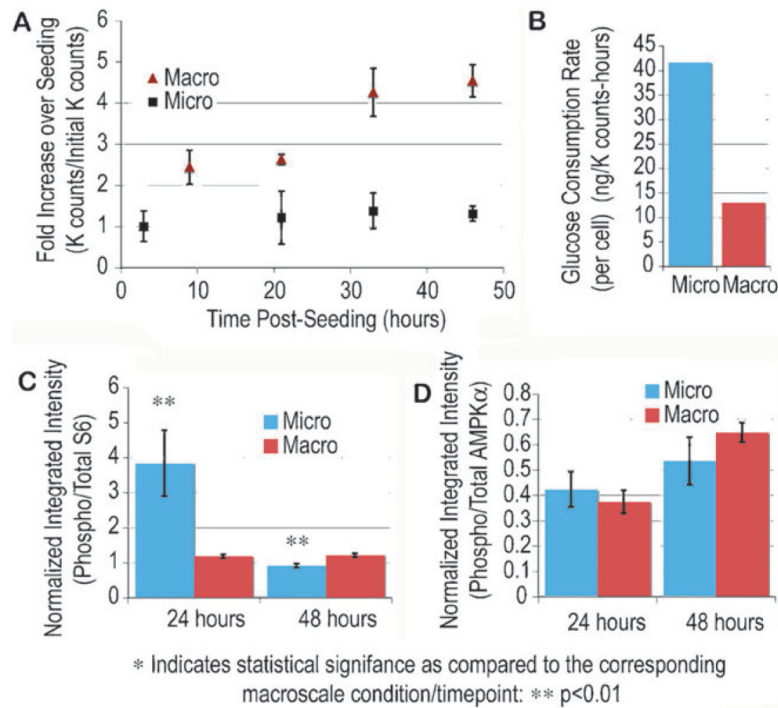 A
Fold Increase over Seeding
(K counts/Initial K counts)
6
5
4
3
2
1
0
Macro
Micro
0
10
20
30
40
50
Time Post-Seeding (hours)
B
Glucose Consumption Rate
(per cell) (ng/K counts-hours)
45
40
35
30
25
20
15
10
5
0
Micro Macro
C
Normalized Integrated Intensity
(Phospho/Total S6)
6
5
4
3
2
1
0
**
**
Micro
Macro
24 hours
48 hours
D
Normalized Integrated Intensity
(Phospho/Total AMPKα)
0.8
0.7
0.6
0.5
0.4
0.3
0.2
0.1
0
Micro
Macro
24 hours
48 hours
* Indicates statistical signifance as compared to the corresponding
macroscale condition/timepoint: ** p<0.01